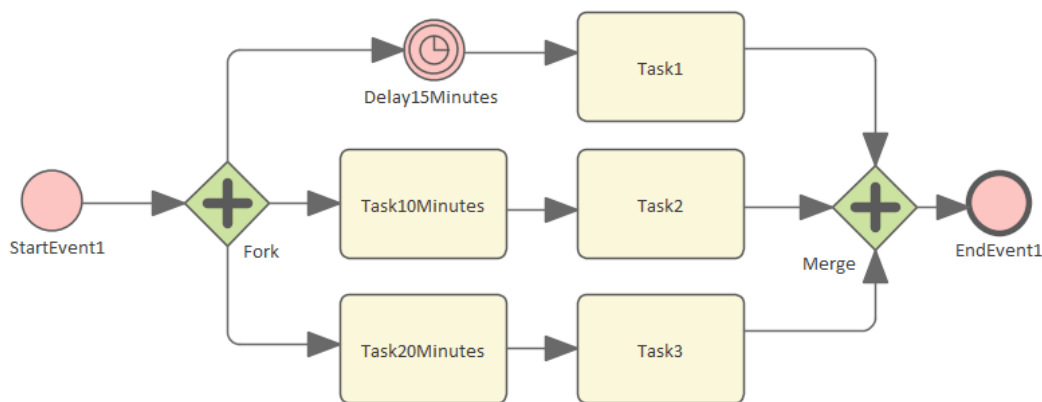 Task1
Delay15Minutes
Task10Minutes
Task2
StartEvent1
Fork
Merge
EndEvent1
Task20Minutes
Task3